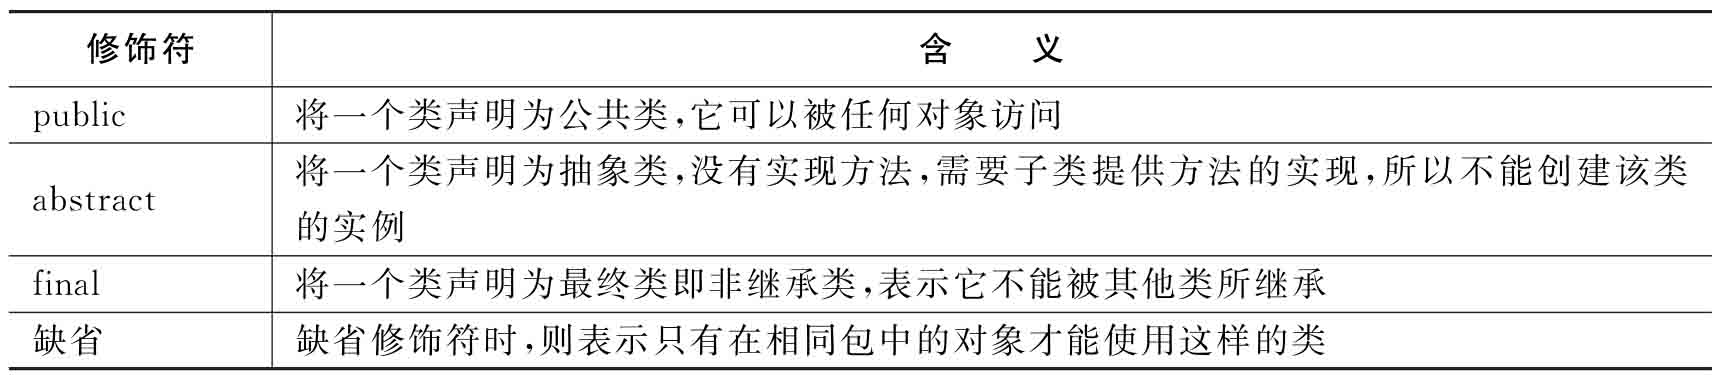 修饰符 含 义
public 将一个类声明为公共类,它可以被任何对象访问
abstract 将一个类声明为抽象类,没有实现方法,需要子类提供方法的实现,所以不能创建该类
的实例
final 将一个类声明为最终类即非继承类,表示它不能被其他类所继承
缺省 缺省修饰符时,则表示只有在相同包中的对象才能使用这样的类